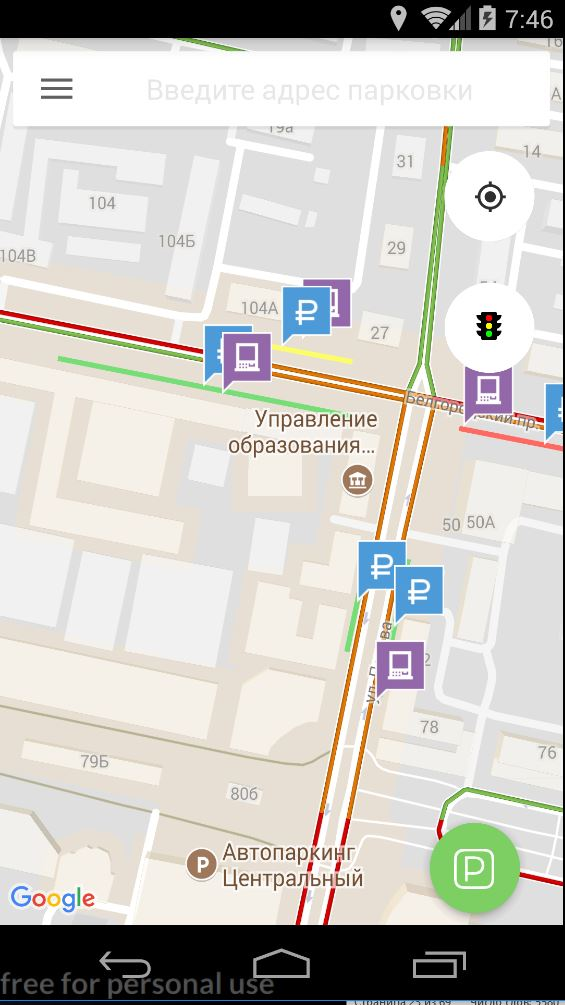 7:46
16
Введите адрес парковки
19а
31
14
104
104Б
104В
29
104А
27
Управление
образования...
50
50А
78
76
79Б
80б
P
Автопаркинг
Центральный
Google
P
free for personal use